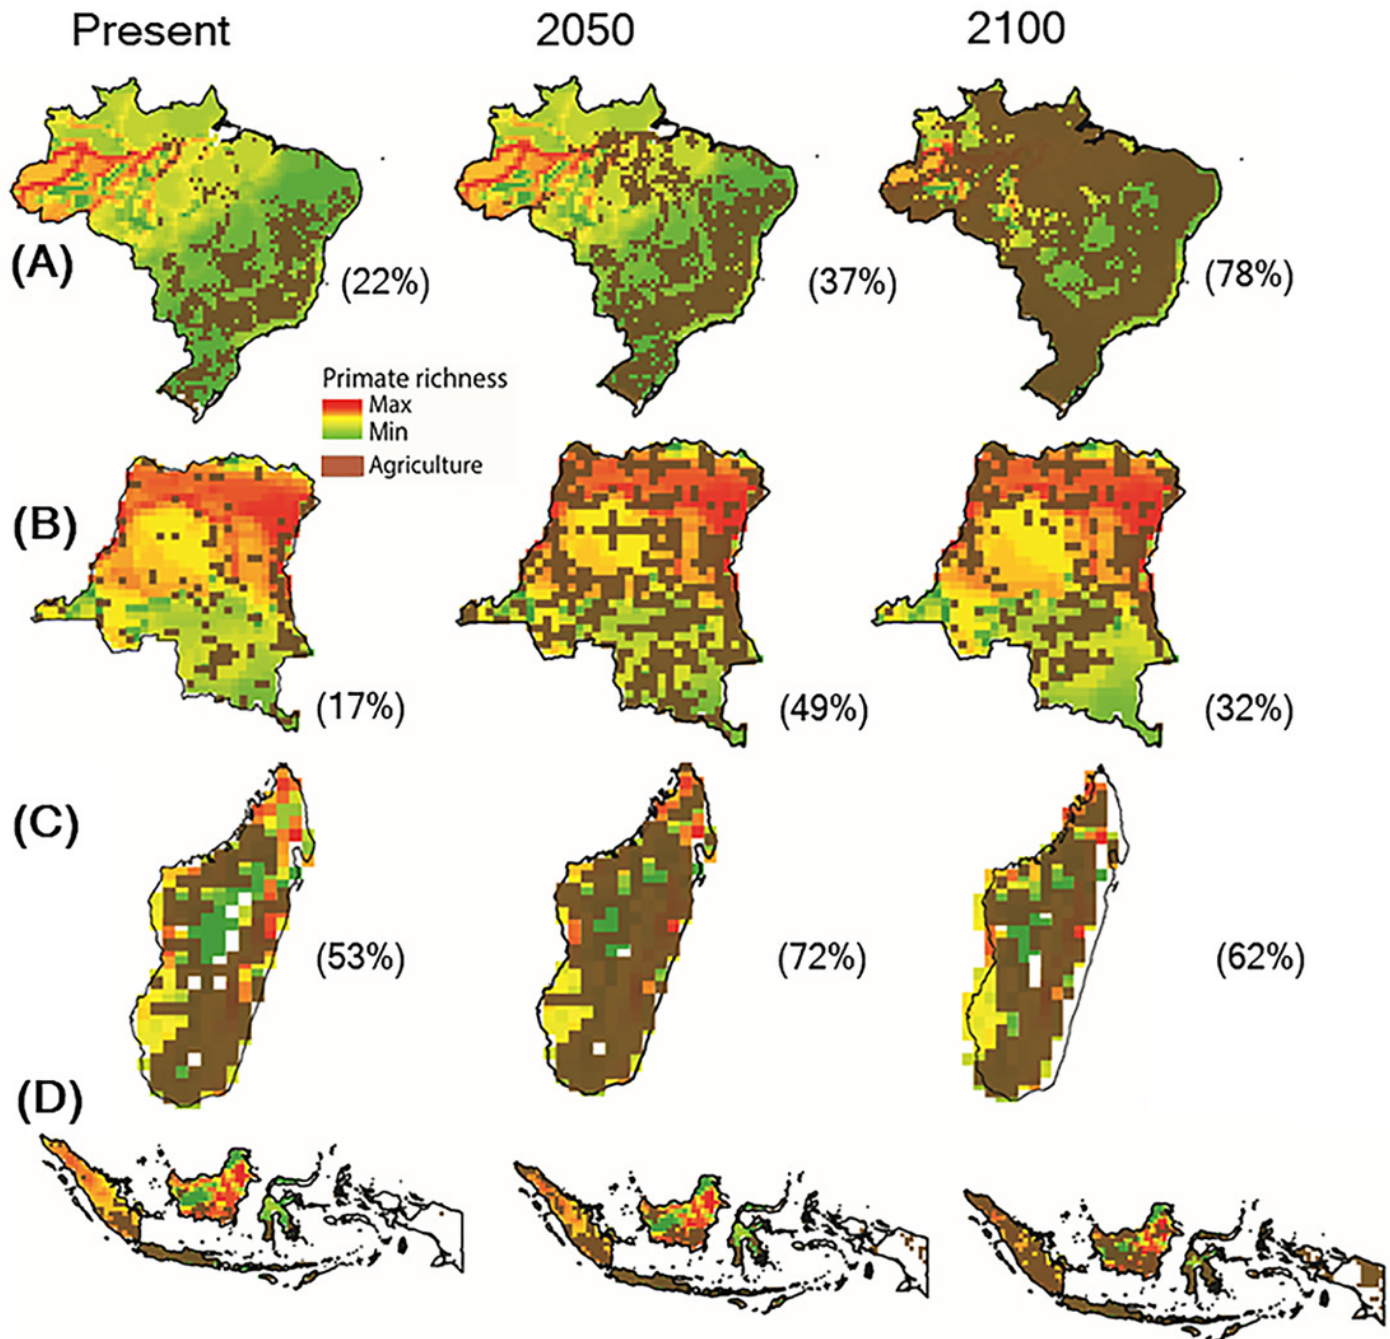 Present 2050 2100
(A)
(22%) (37%) (78%)
Primate richness
Max
Min
Agriculture
(B)
(17%) (49%) (32%)
(C)
(53%) (72%) (62%)
(D)